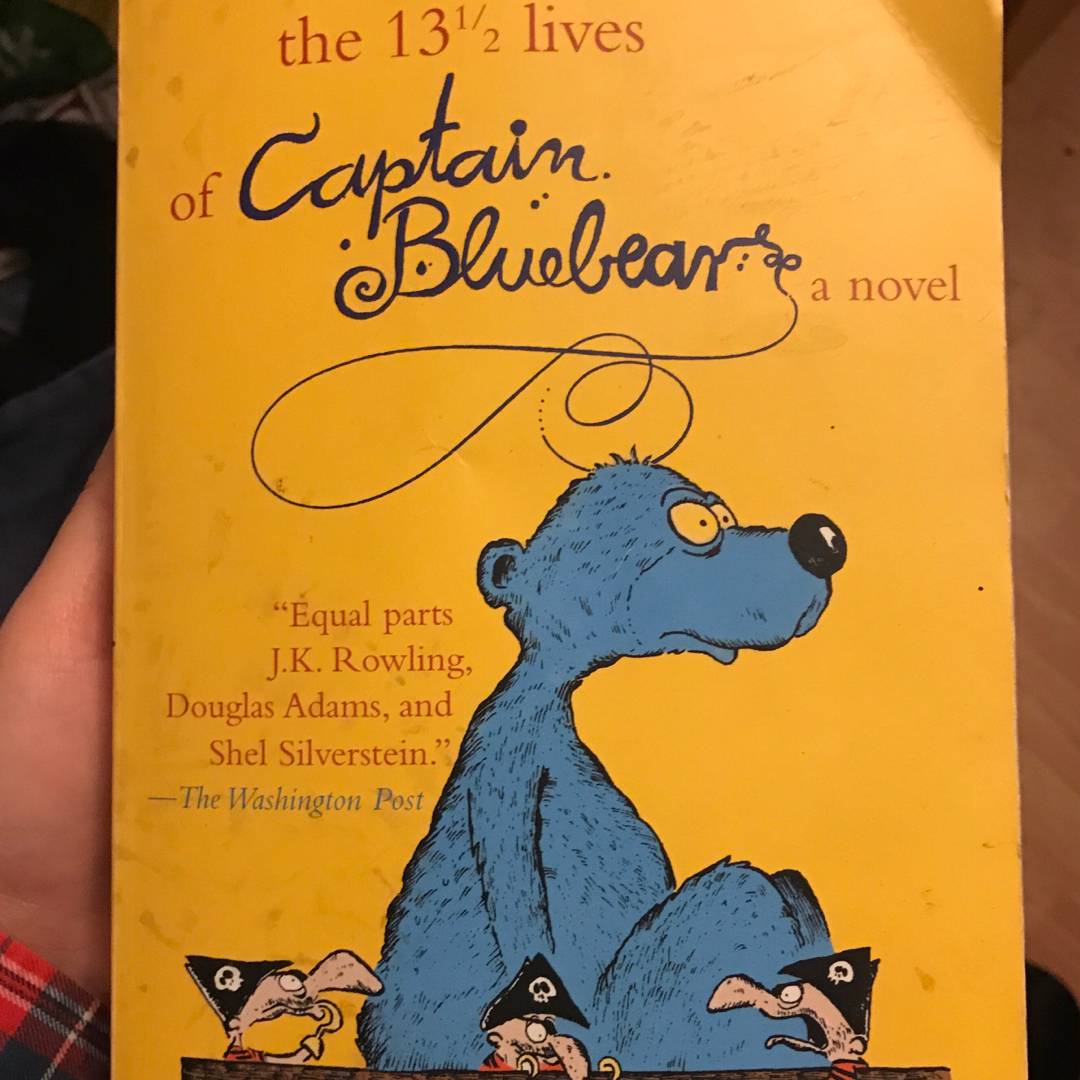 the 13½ lives
of Captain
Bluebear
a novel
“Equal parts
J.K. Rowling,
Douglas Adams, and
Shel Silverstein.”
—The Washington Post